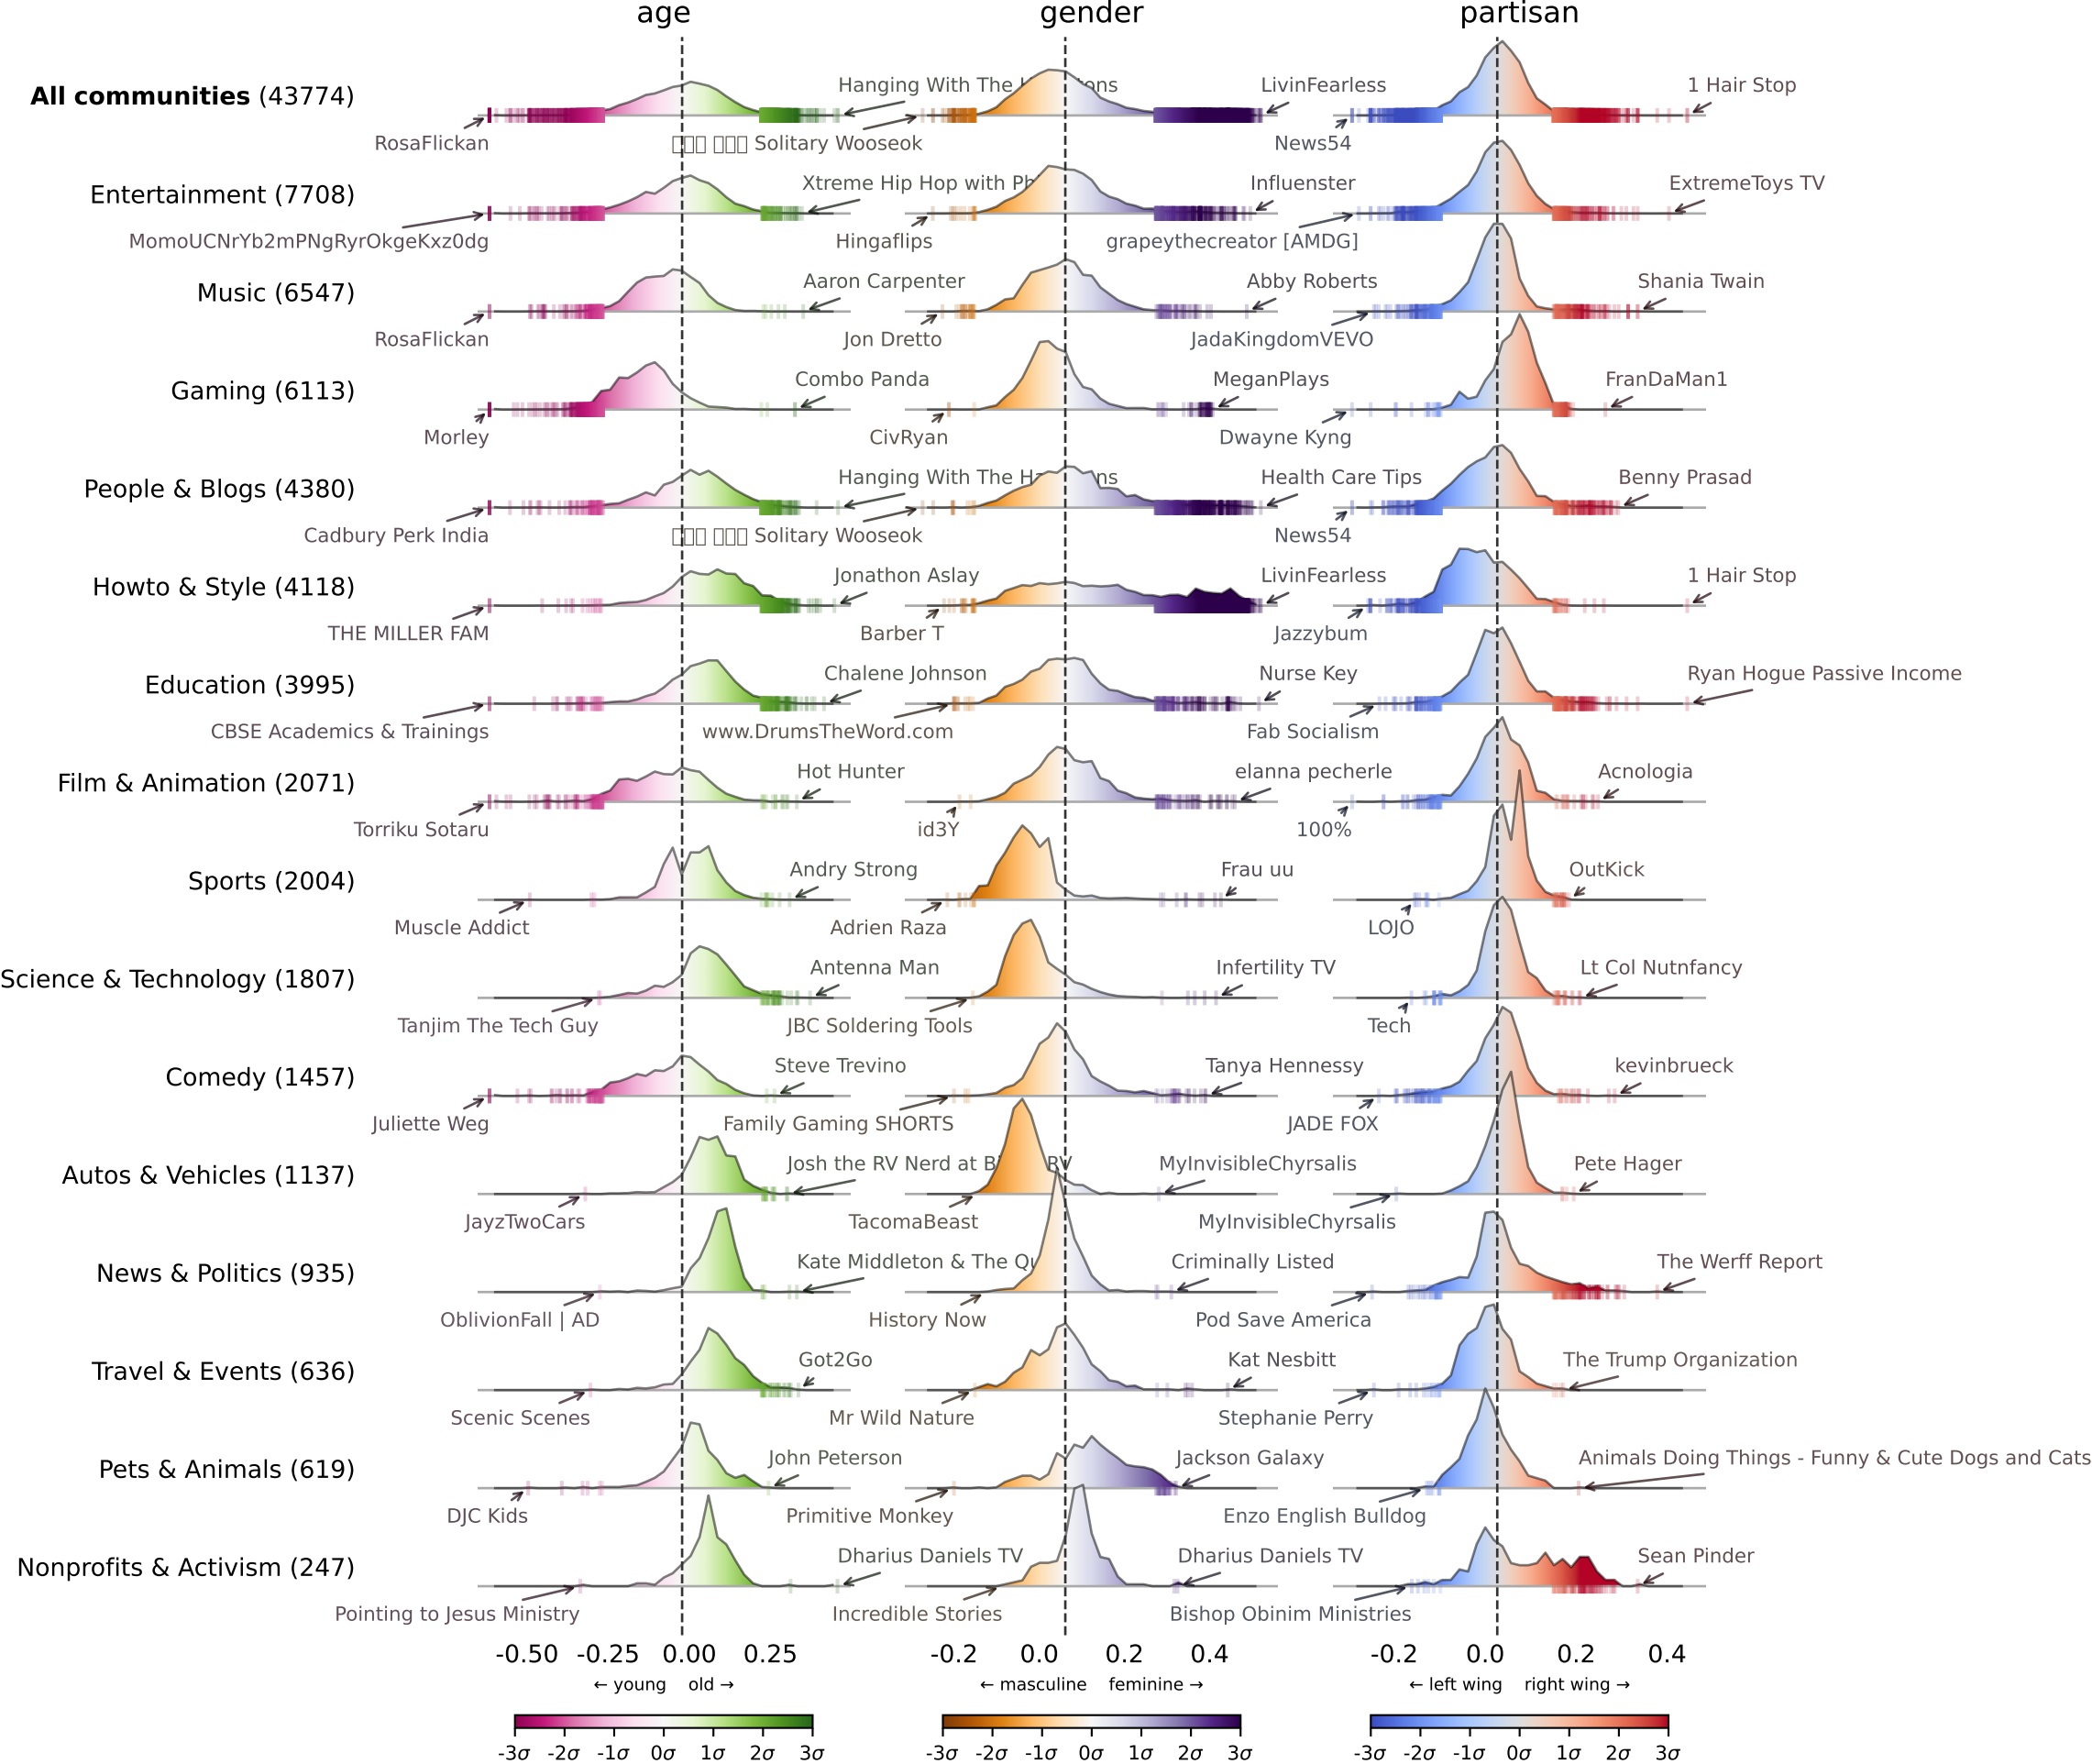 age gender partisan
All communities (43774)
RosaFlickan
Hanging With The
Solitary Wooseok
LivinFearless
News54
1 Hair Stop
Entertainment (7708)
MomoUCNrYb2mPNgRyrOkgeKxz0dg
Xtreme Hip Hop with Ph
Hingaflips
Influenster
grapeythecreator [AMDG]
ExtremeToys TV
Music (6547)
RosaFlickan
Aaron Carpenter
Jon Dretto
Abby Roberts
JadaKingdomVEVO
Shania Twain
Gaming (6113)
Morley
Combo Panda
CivRyan
MeganPlays
Dwayne Kyng
FranDaMan1
People & Blogs (4380)
Cadbury Perk India
Hanging With The
Solitary Wooseok
Health Care Tips
News54
Benny Prasad
Howto & Style (4118)
THE MILLER FAM
Jonathon Aslay
Barber T
LivinFearless
Jazzybum
1 Hair Stop
Education (3995)
CBSE Academics & Trainings
Chalene Johnson
www.DrumsTheWord.com
Nurse Key
Fab Socialism
Ryan Hogue Passive Income
Film & Animation (2071)
Torriku Sotaru
Hot Hunter
id3Y
elanna pecherle
100%
Acnologia
Sports (2004)
Muscle Addict
Andry Strong
Adrien Raza
Frau uu
LOJO
OutKick
Science & Technology (1807)
Tanjim The Tech Guy
Antenna Man
JBC Soldering Tools
Infertility TV
Tech
Lt Col Nutnfancy
Comedy (1457)
Juliette Weg
Steve Trevino
Family Gaming SHORTS
Tanya Hennessy
JADE FOX
kevinbrueck
Autos & Vehicles (1137)
JayzTwoCars
Josh the RV Nerd at B RV
TacomaBeast
MyInvisibleChyrsalis
MyInvisibleChyrsalis
Pete Hager
News & Politics (935)
OblivionFall | AD
Kate Middleton & The Qu
History Now
Criminally Listed
Pod Save America
The Werff Report
Travel & Events (636)
Scenic Scenes
Got2Go
Mr Wild Nature
Kat Nesbitt
Stephanie Perry
The Trump Organization
Pets & Animals (619)
DJC Kids
John Peterson
Primitive Monkey
Jackson Galaxy
Enzo English Bulldog
Animals Doing Things - Funny & Cute Dogs and Cats
Nonprofits & Activism (247)
Pointing to Jesus Ministry
Dharius Daniels TV
Incredible Stories
Dharius Daniels TV
Bishop Obinim Ministries
Sean Pinder
-0.50 -0.25 0.00 0.25
-0.2 0.0 0.2 0.4
-0.2 0.0 0.2 0.4
← young old →
← masculine feminine →
← left wing right wing →
-3σ -2σ -1σ 0σ 1σ 2σ 3σ
-3σ -2σ -1σ 0σ 1σ 2σ 3σ
-3σ -2σ -1σ 0σ 1σ 2σ 3σ